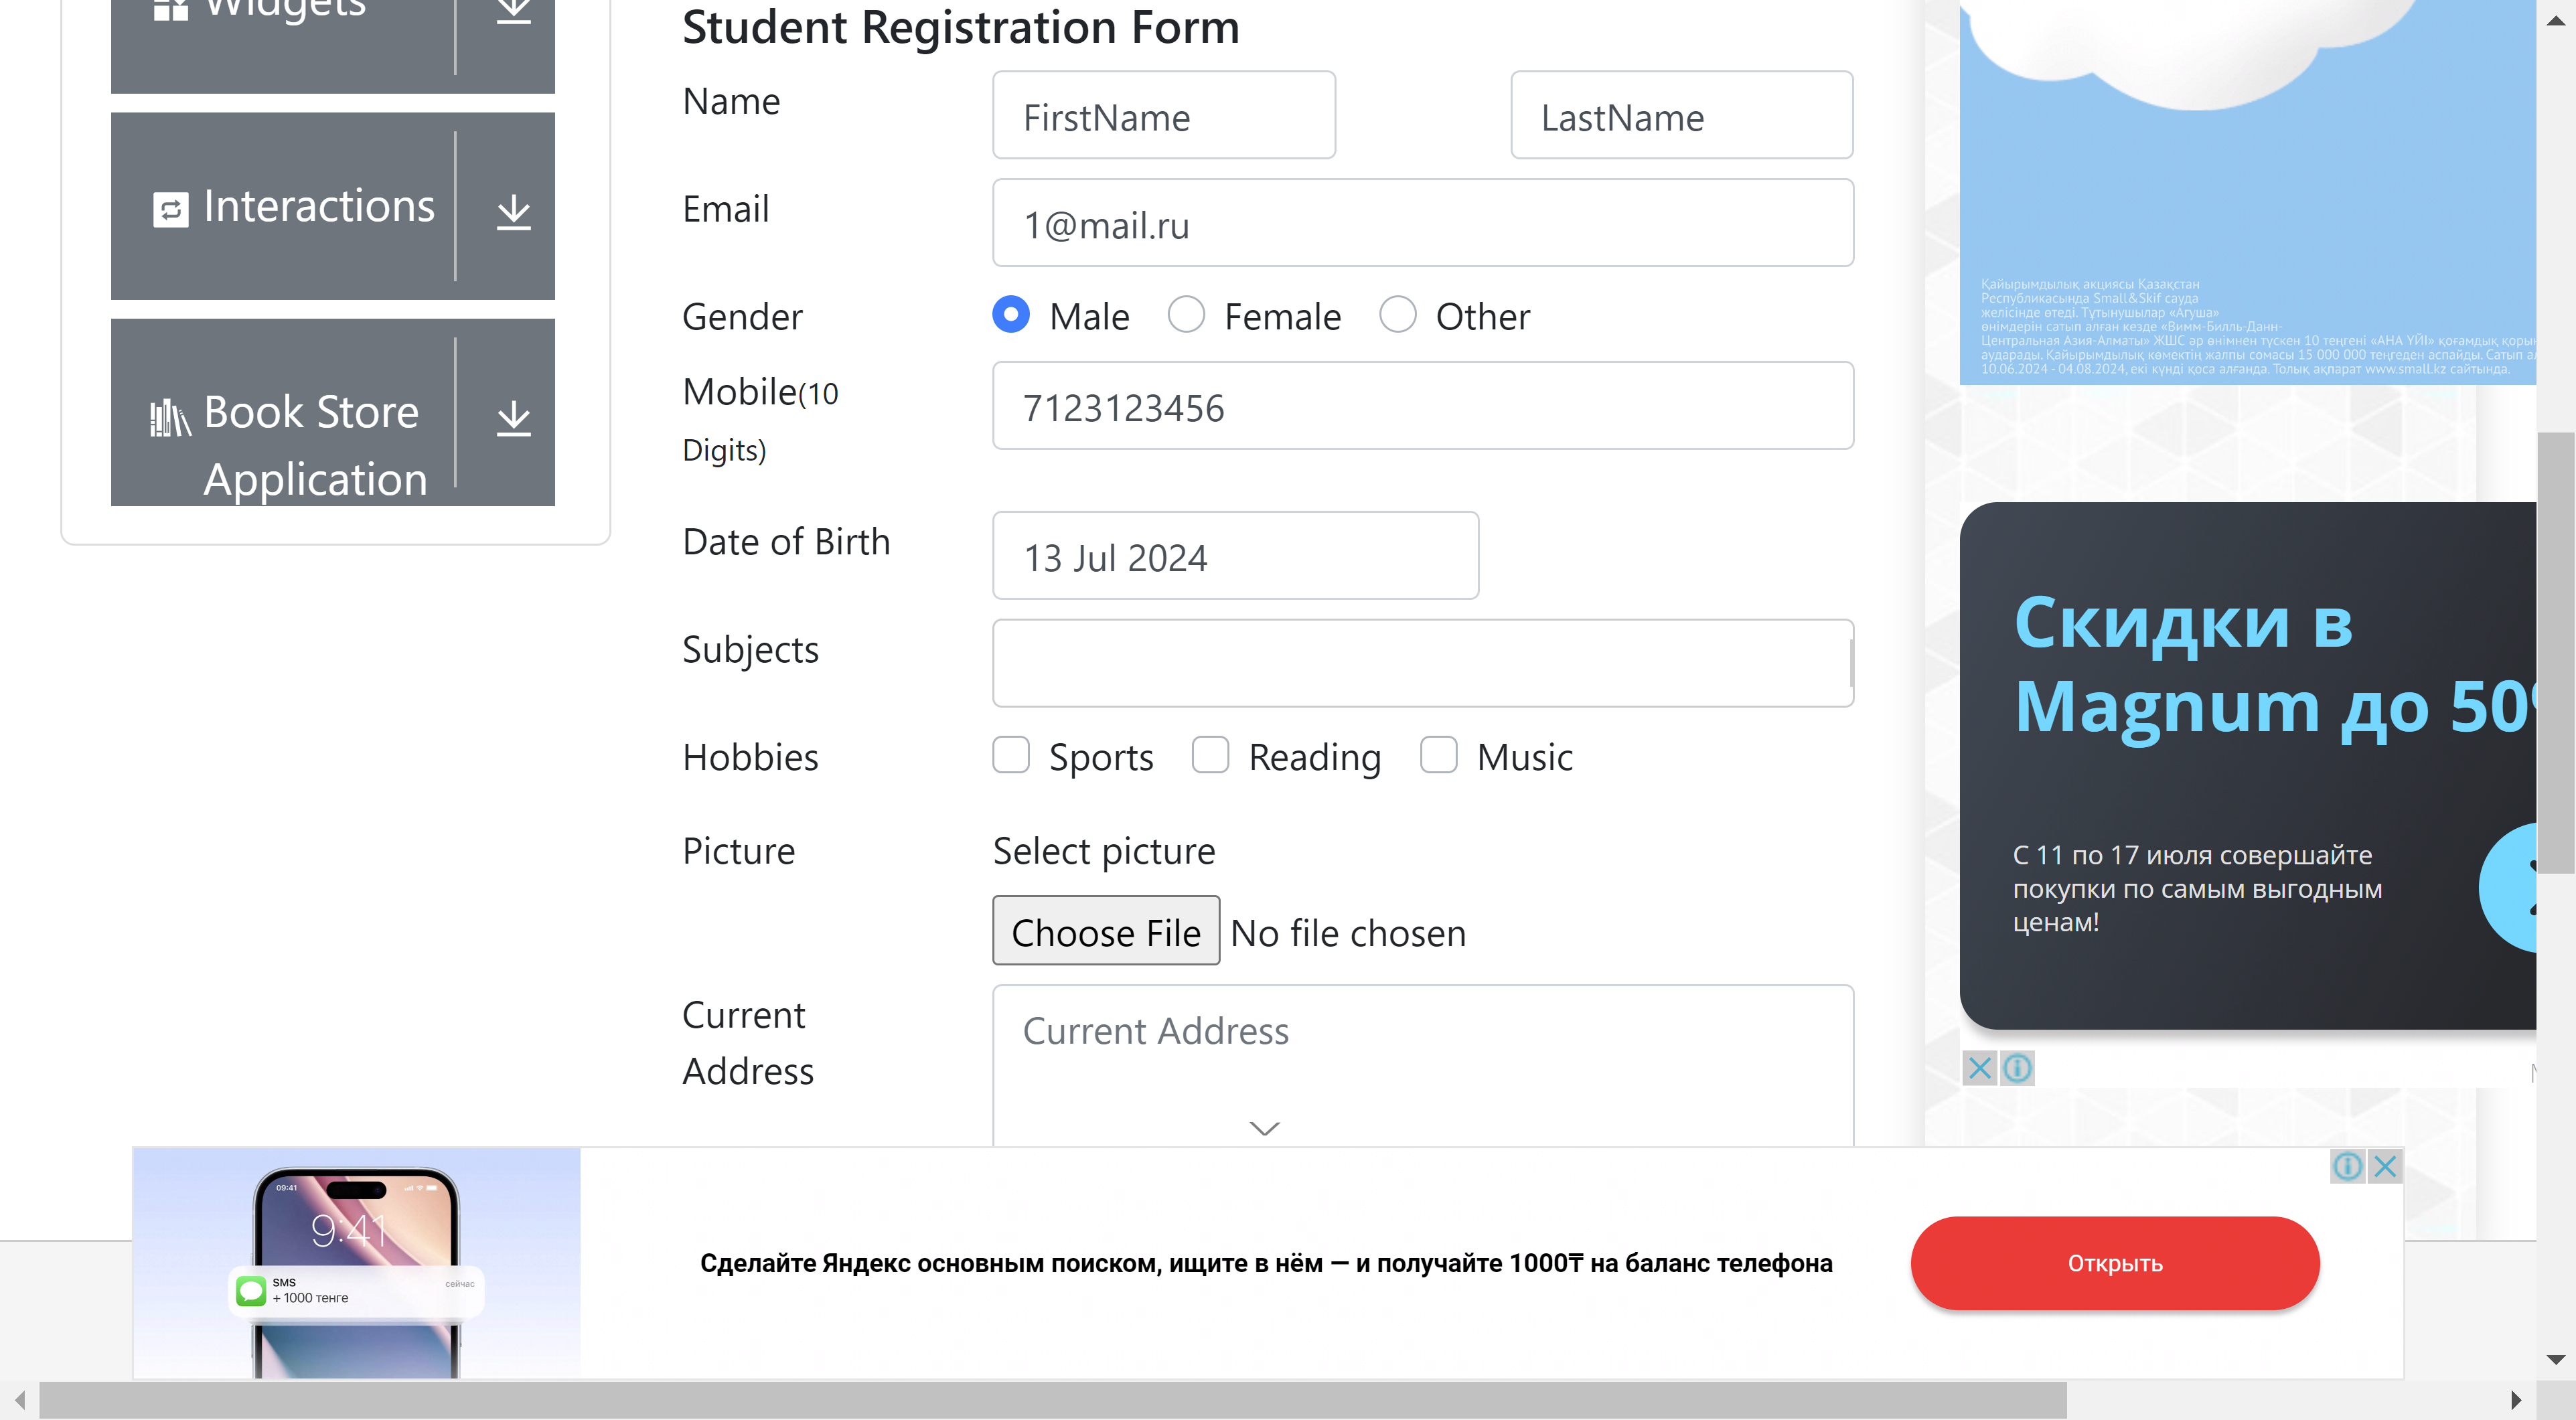 Widgets
Interactions
Book Store
Application
Student Registration Form
Name
FirstName
LastName
Email
1@mail.ru
Gender
Male
Female
Other
Mobile(10
Digits)
7123123456
Date of Birth
13 Jul 2024
Subjects
Hobbies
Sports
Reading
Music
Picture
Select picture
Choose File
No file chosen
Current
Address
Current Address
Қайырымдылық акциясы Қазақстан
Республикасында Small&Skif сауда
желісінде өтеді. Тұтынушылар «Агуша»
өнімдерін сатып алған кезде «Вимм-Билль-Данн-
Центральная Азия-Алматы» ЖШС әр өнімнен түскен 10 теңгені «АНА ҮЙІ» қоғамдық
аударады. Қайырымдылық көмектің жалпы сомасы 15 000 000 теңгеден аспайды. Сатып
10.06.2024 - 04.08.2024, екі күнді қоса алғанда. Толық ақпарат www.small.kz сайтында.
Скидки в
Magnum до 50
С 11 по 17 июля совершайте
покупки по самым выгодным
ценам!
09:41
9:41
SMS
сейчас
+ 1000 тенге
Сделайте Яндекс основным поиском, ищите в нём — и получайте 1000₸ на баланс телефона
Открыть